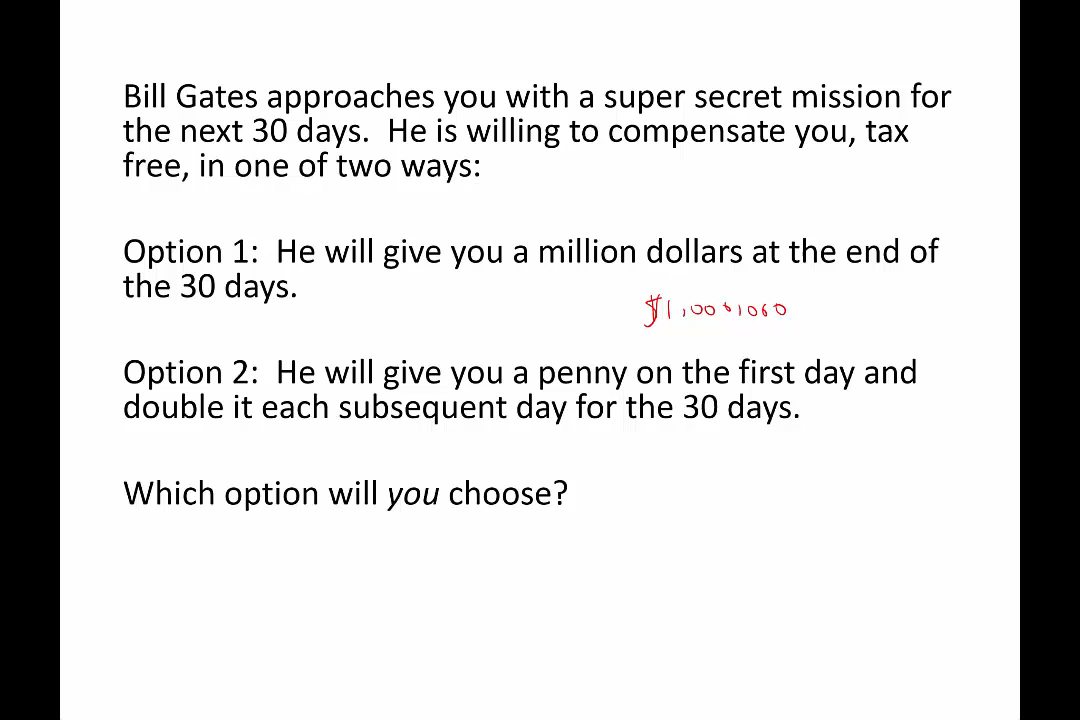 Bill Gates approaches you with a super secret mission for
the next 30 days.  He is willing to compensate you, tax
free, in one of two ways:
Option 1:  He will give you a million dollars at the end of
the 30 days.
$1,000,000
Option 2:  He will give you a penny on the first day and
double it each subsequent day for the 30 days.
Which option will you choose?